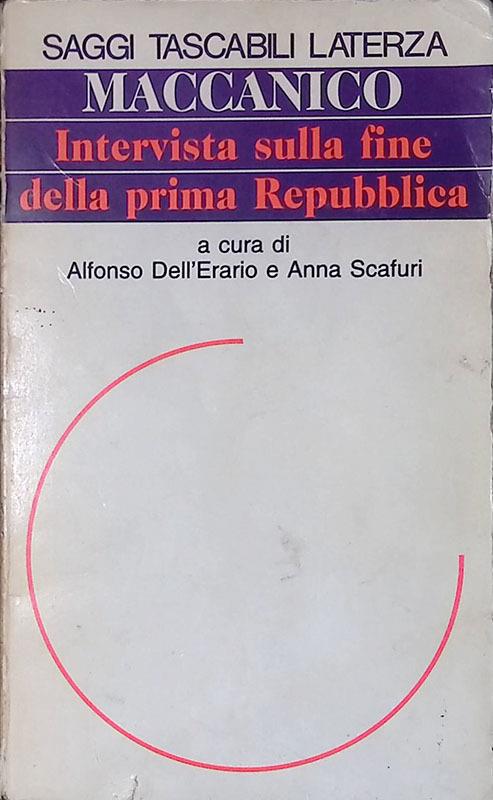 SAGGI TASCABILI LATERZA
MACCANICO
Intervista sulla fine
della prima Repubblica
a cura di
Alfonso Dell'Erario e Anna Scafuri